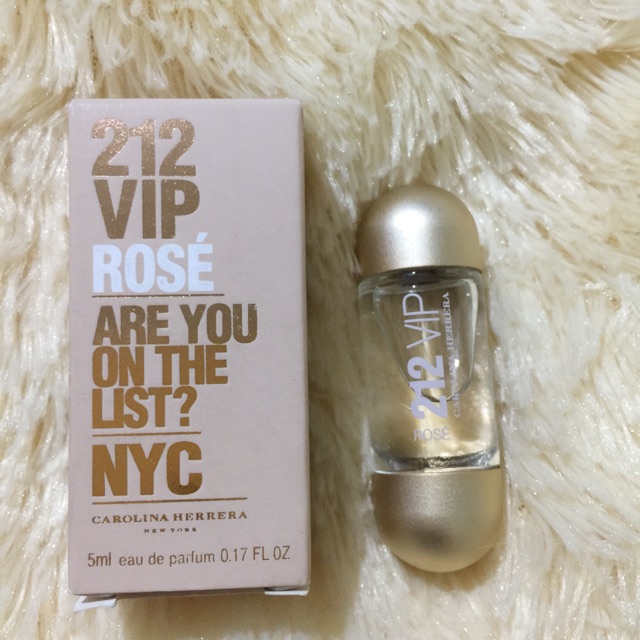 212
VIP
ROSÉ
ARE YOU
ON THE
LIST?
NYC
CAROLINA HERRERA
NEW YORK
5ml eau de parfum 0.17 FL OZ
212 VIP
CAROLINA HERRERA
ROSÉ